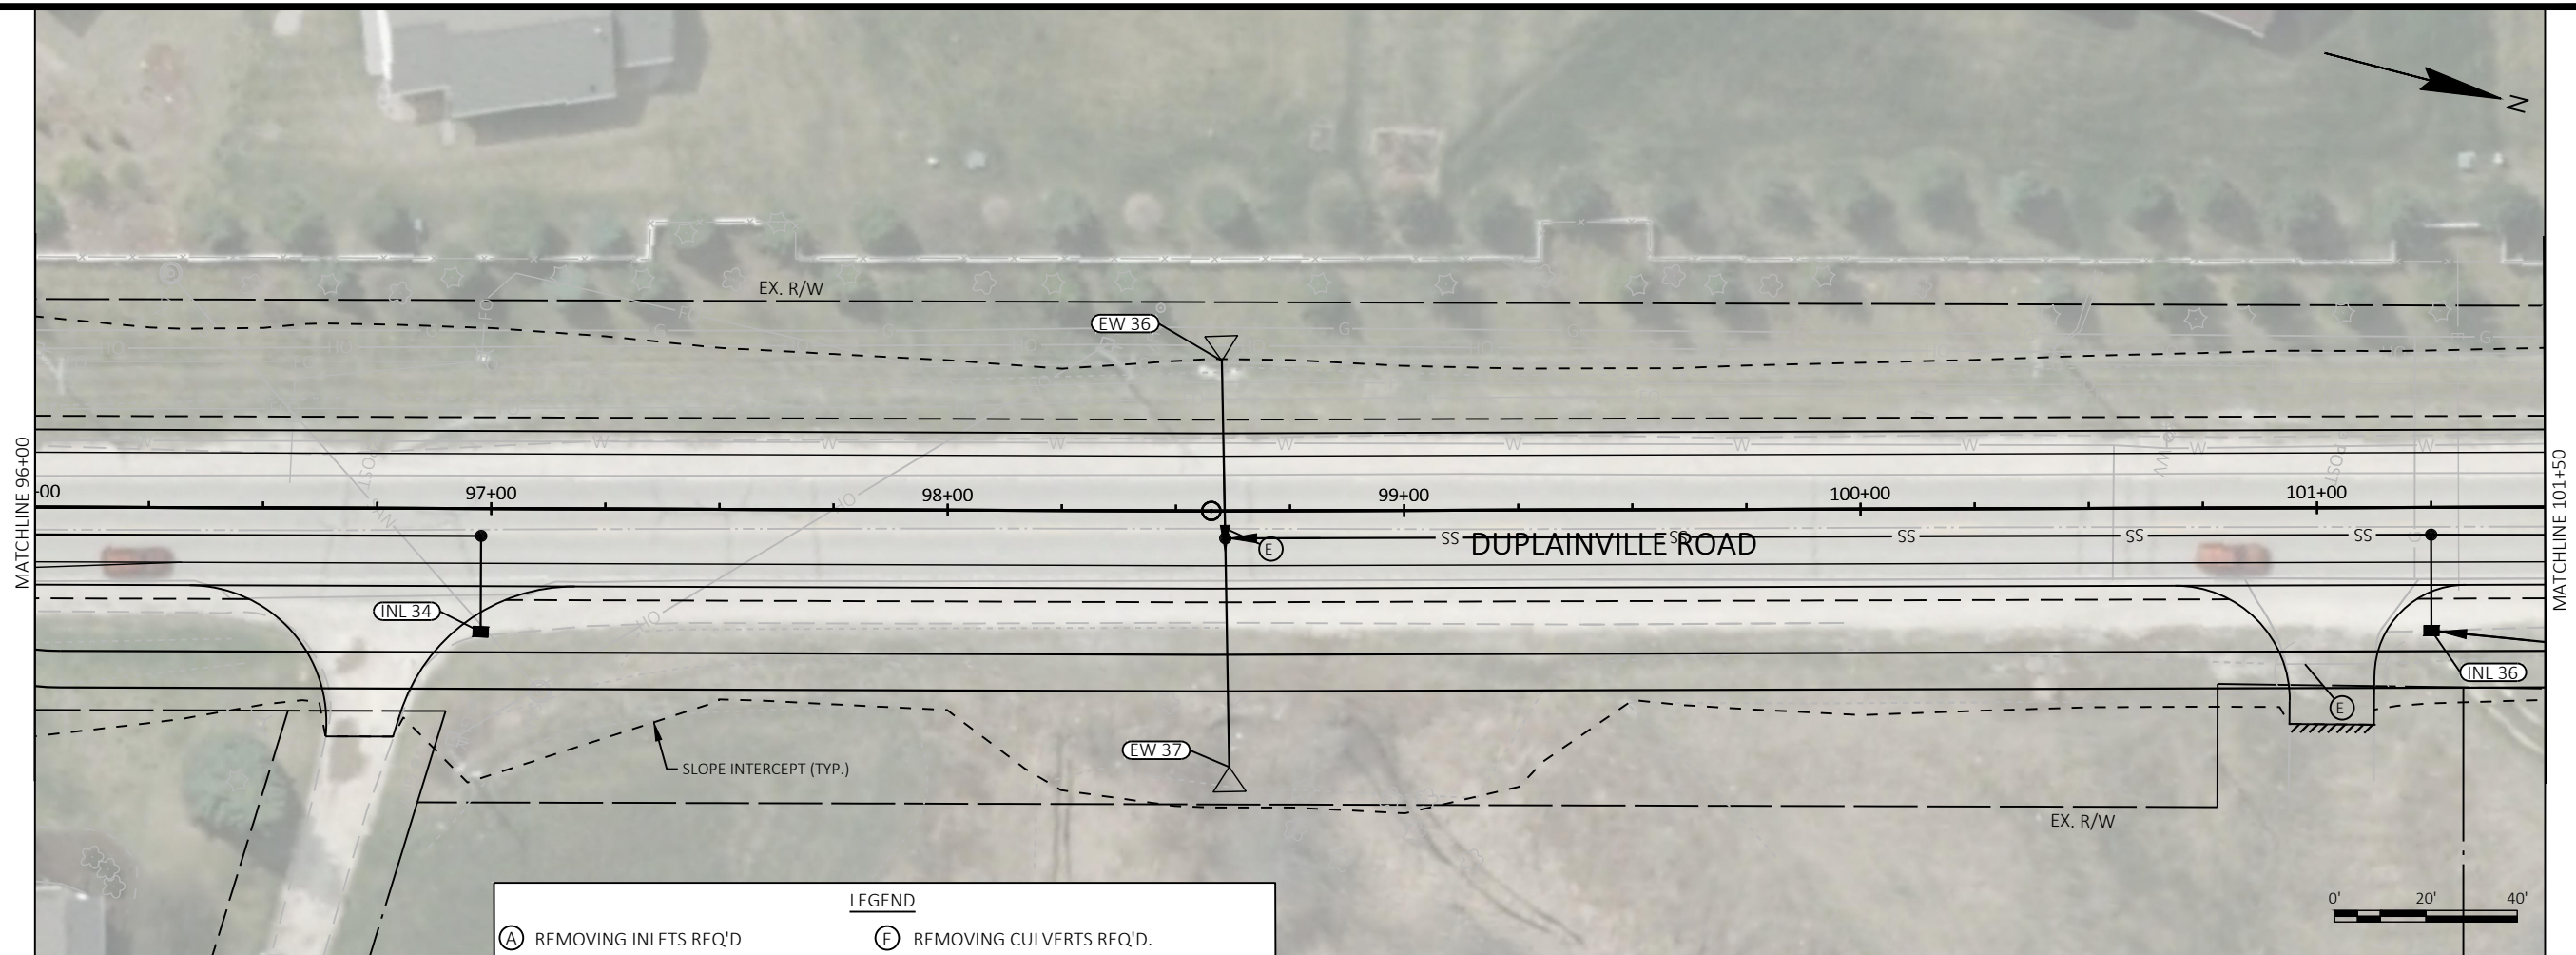 N
EX. R/W
EW 36
MATCHLINE 96+00
MATCHLINE 101+50
-00
97+00
98+00
99+00
100+00
101+00
SS
SS
SS
SS
SS
DUPLAINVILLE ROAD
E
INL 34
INL 36
E
EW 37
SLOPE INTERCEPT (TYP.)
EX. R/W
0' 20' 40'
LEGEND
A REMOVING INLETS REQ'D
E REMOVING CULVERTS REQ'D.